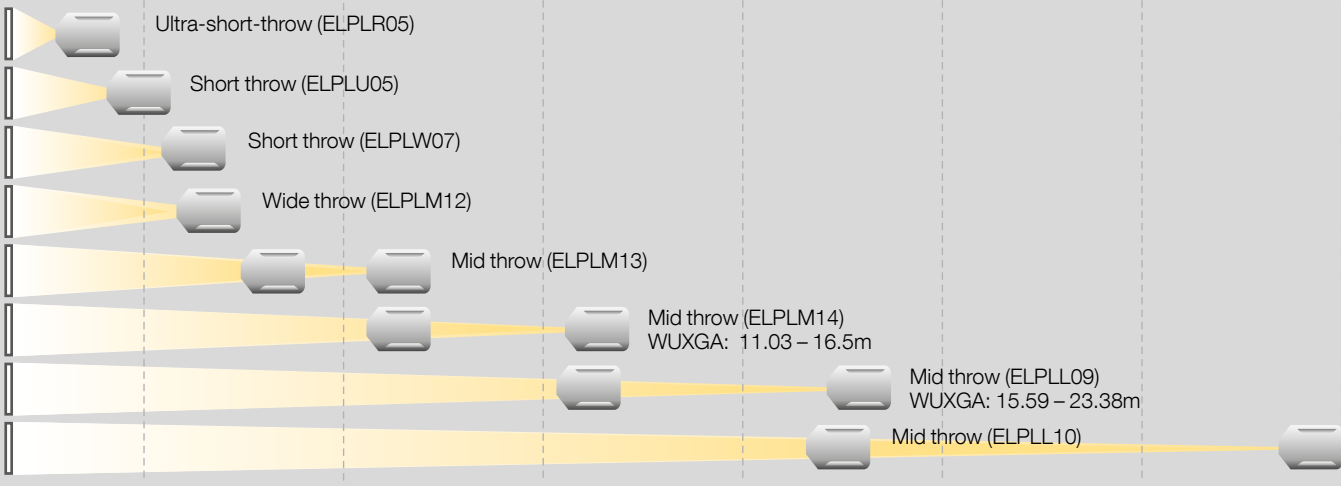 Ultra-short-throw (ELPLR05)
Short throw (ELPLU05)
Short throw (ELPLW07)
Wide throw (ELPLM12)
Mid throw (ELPLM13)
Mid throw (ELPLM14)
WUXGA: 11.03 – 16.5m
Mid throw (ELPLL09)
WUXGA: 15.59 – 23.38m
Mid throw (ELPLL10)